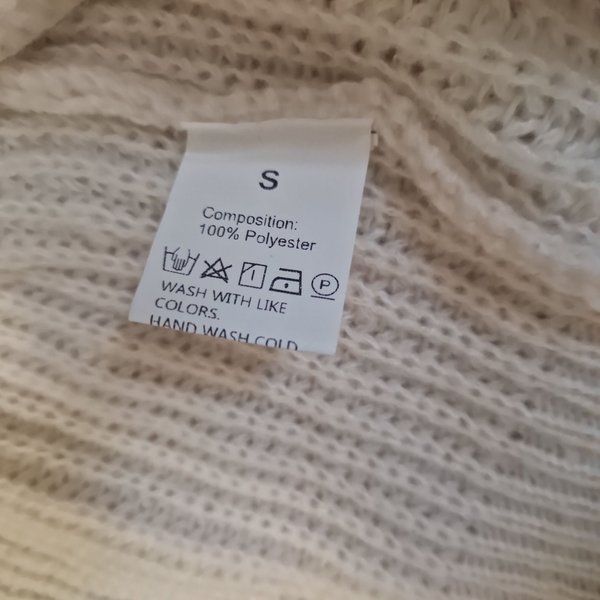 S
Composition:
100% Polyester
P
WASH WITH LIKE
COLORS.
HAND WASH COLD